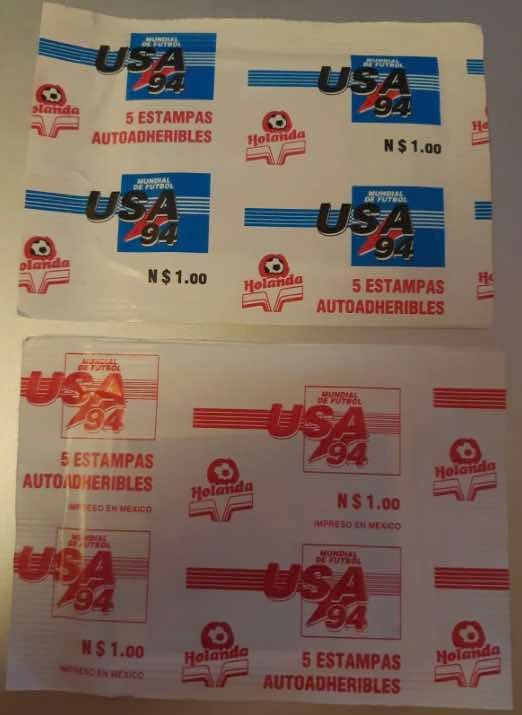 MUNDIAL
DE FUTBOL
USA
94
MUNDIAL
DE FUTBOL
USA
94
Holanda
5 ESTAMPAS
AUTOADHERIBLES
Holanda
N$1.00
MUNDIAL
DE FUTBOL
USA
94
MUNDIAL
DE FUTBOL
USA
94
Holanda
N$1.00
Holanda
5 ESTAMPAS
AUTOADHERIBLES
MUNDIAL
DE FUTBOL
USA
94
MUNDIAL
DE FUTBOL
USA
94
5 ESTAMPAS
AUTOADHERIBLES
IMPRESO EN MEXICO
Holanda
N$1.00
IMPRESO EN MEXICO
Holanda
MUNDIAL
DE FUTBOL
USA
94
MUNDIAL
DE FUTBOL
USA
94
N$1.00
IMPRESO EN MEXICO
Holanda
5 ESTAMPAS
AUTOADHERIBLES
Holanda